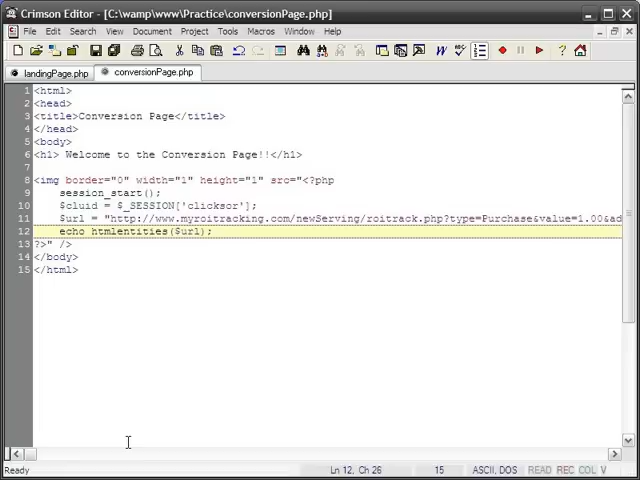 Crimson Editor - [C:\wamp\www\Practice\conversionPage.php]
File Edit Search View Document Project Tools Macros Window Help
landingPage.php conversionPage.php
1 <html>
2 <head>
3 <title>Conversion Page</title>
4 </head>
5 <body>
6 <h1> Welcome to the Conversion Page!!</h1>
7
8 <img border="0" width="1" height="1" src="<?php
9 session_start();
10 $cluid = $_SESSION['clicksor'];
11 $url = "http://www.myroitracking.com/newServing/roitrack.php?type=Purchase&value=1.00&ad
12 echo htmlentities($url);
13 ?>" />
14 </body>
15 </html>
Ready Ln 12, Ch 26 15 ASCII, DOS READ REC COL V